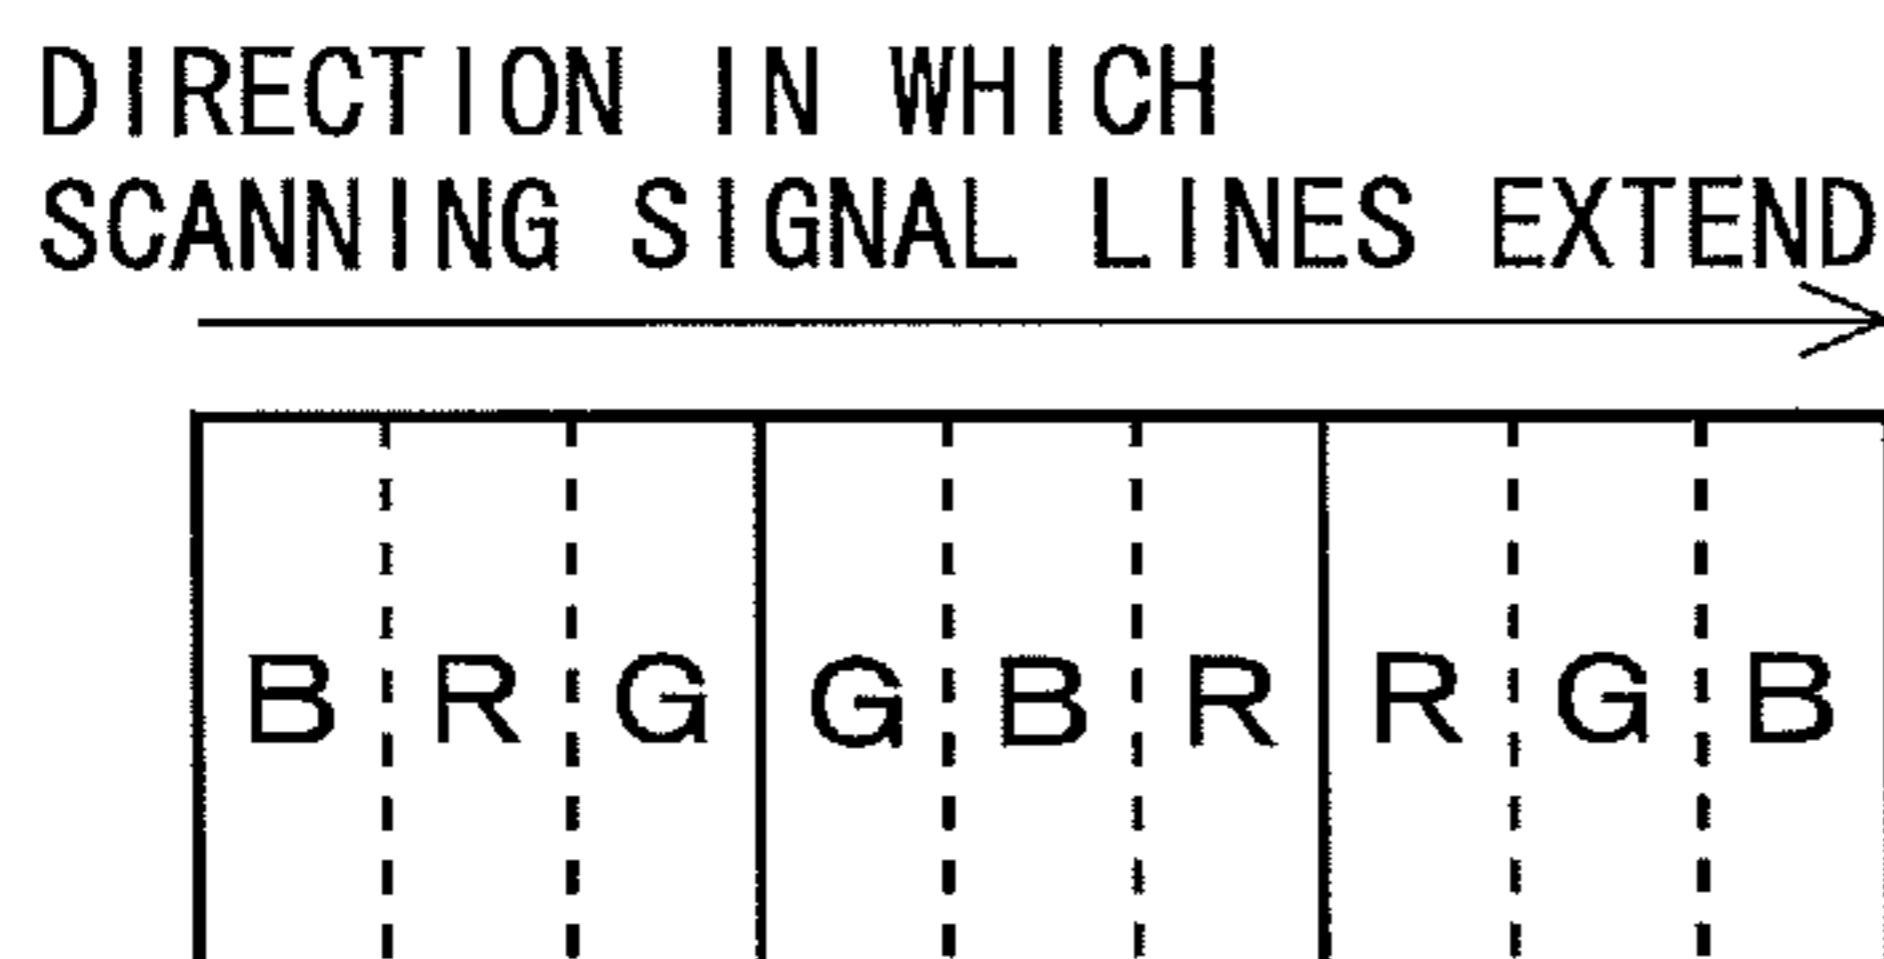 DIRECTION IN WHICH
SCANNING SIGNAL LINES EXTEND
B R G G B R R G B